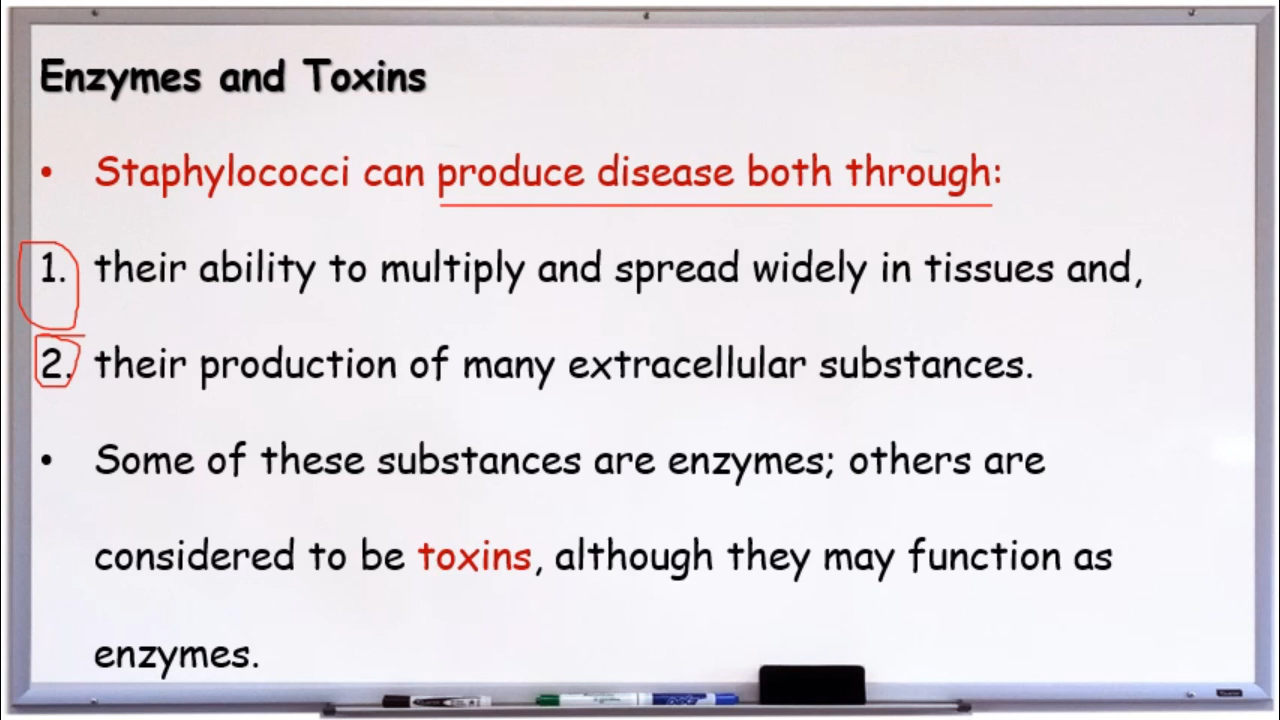 Enzymes and Toxins
• Staphylococci can produce disease both through:
1. their ability to multiply and spread widely in tissues and,
2. their production of many extracellular substances.
• Some of these substances are enzymes; others are
considered to be toxins, although they may function as
enzymes.